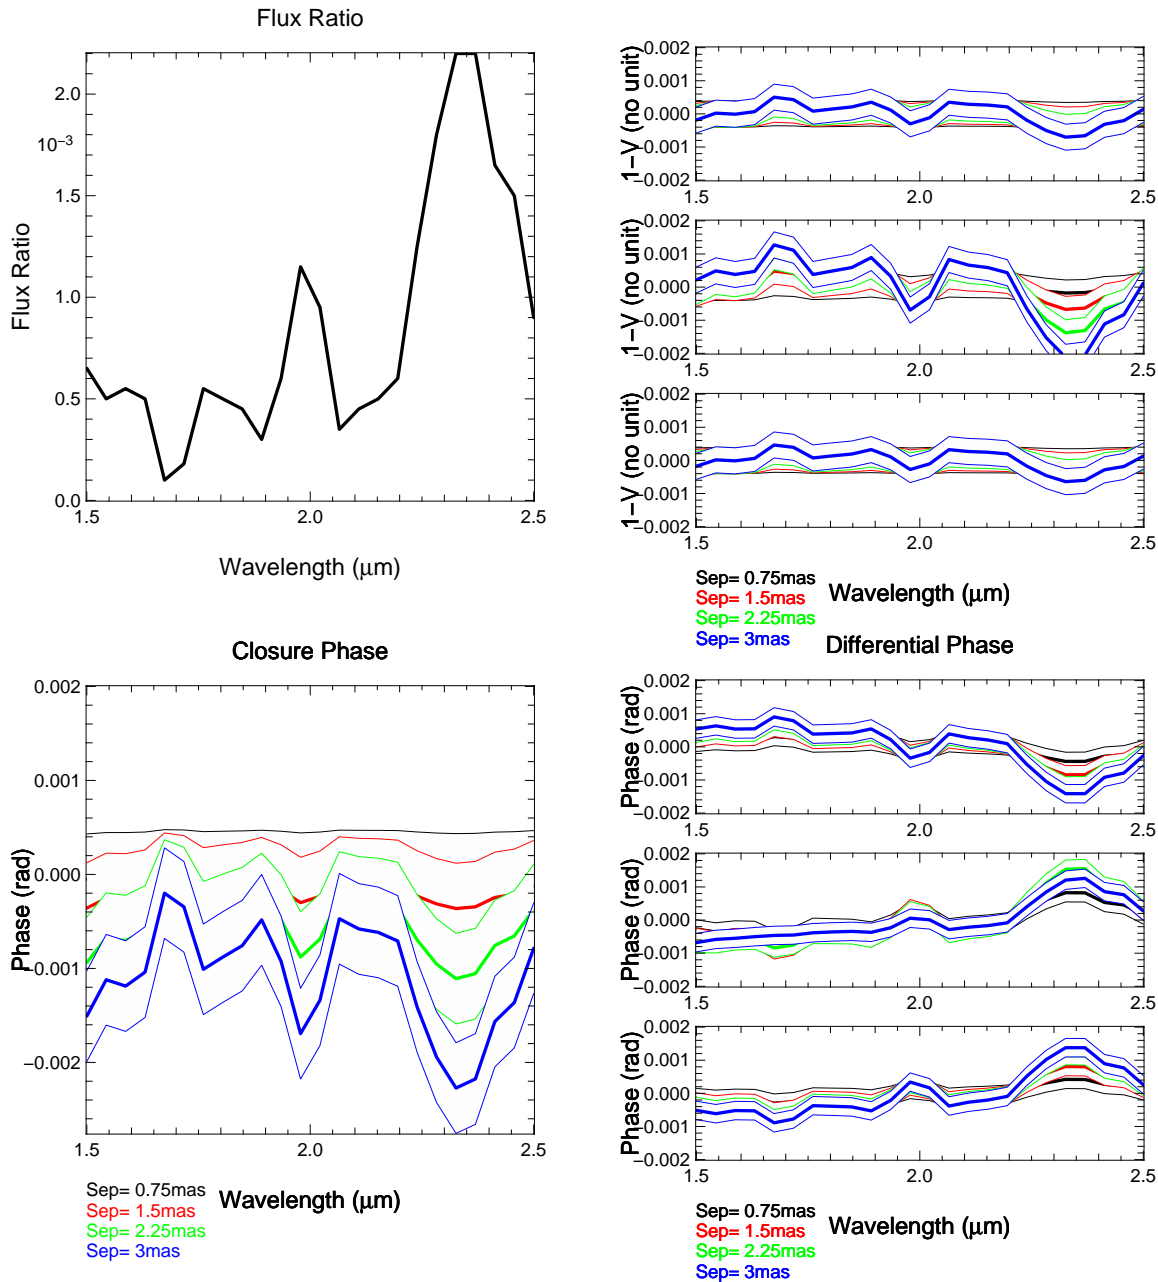 Flux Ratio
2.0
10⁻³
1.5
1.0
0.5
0.0
Flux Ratio
1.5 2.0 2.5
Wavelength (μm)
0.002
0.001
0.000
−0.001
−0.002
1−V (no unit)
1.5 2.0 2.5
0.002
0.001
0.000
−0.001
−0.002
1−V (no unit)
1.5 2.0 2.5
0.002
0.001
0.000
−0.001
−0.002
1−V (no unit)
1.5 2.0 2.5
Sep= 0.75mas
Sep= 1.5mas
Sep= 2.25mas
Sep= 3mas
Wavelength (μm)
Closure Phase
0.002
0.001
0.000
−0.001
−0.002
Phase (rad)
1.5 2.0 2.5
Sep= 0.75mas
Sep= 1.5mas
Sep= 2.25mas
Sep= 3mas
Wavelength (μm)
Differential Phase
0.002
0.001
0.000
−0.001
−0.002
Phase (rad)
1.5 2.0 2.5
0.002
0.001
0.000
−0.001
−0.002
Phase (rad)
1.5 2.0 2.5
0.002
0.001
0.000
−0.001
−0.002
Phase (rad)
1.5 2.0 2.5
Sep= 0.75mas
Sep= 1.5mas
Sep= 2.25mas
Sep= 3mas
Wavelength (μm)